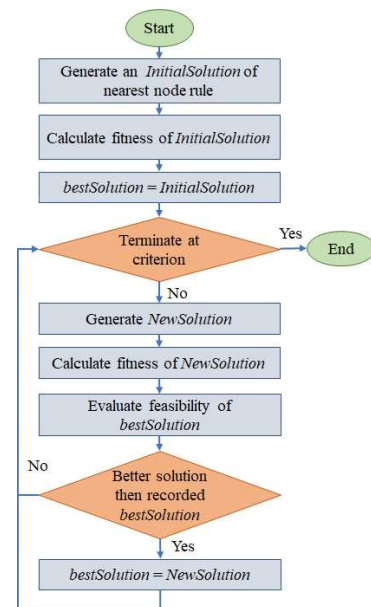 Start
Generate an InitialSolution of
nearest node rule
Calculate fitness of InitialSolution
bestSolution = InitialSolution
Terminate at
criterion
Yes
End
No
Generate NewSolution
Calculate fitness of NewSolution
Evaluate feasibility of
bestSolution
No
Better solution
then recorded
bestSolution
Yes
bestSolution = NewSolution